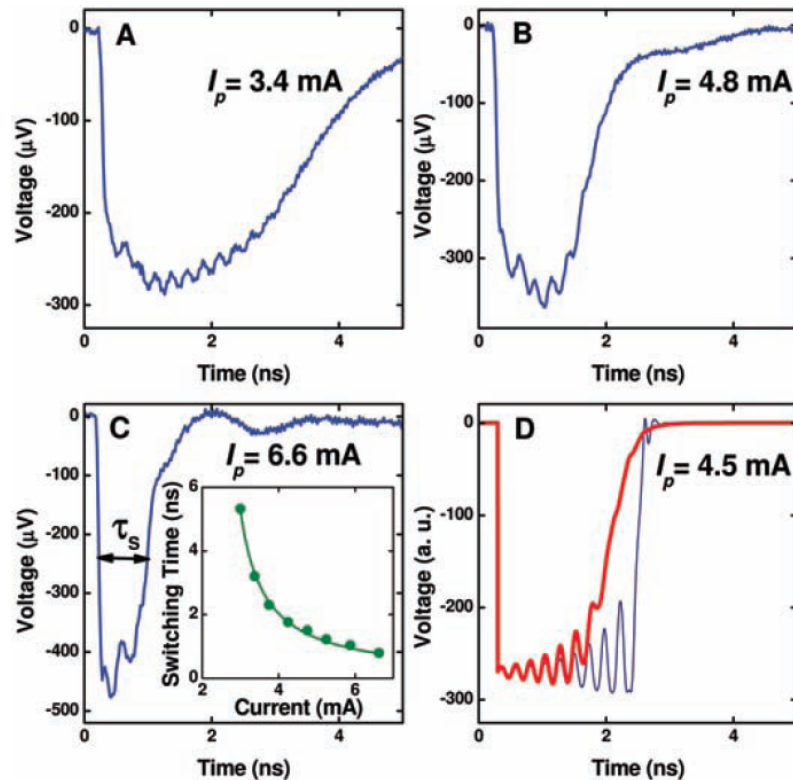 A
I_p = 3.4 mA
0
-100
-200
-300
Voltage (μV)
0
2
4
Time (ns)
B
I_p = 4.8 mA
0
-100
-200
-300
Voltage (μV)
0
2
4
Time (ns)
C
I_p = 6.6 mA
τ_s
0
-100
-200
-300
-400
-500
Voltage (μV)
0
2
4
Time (ns)
6
4
2
0
Switching Time (ns)
2
4
6
Current (mA)
D
I_p = 4.5 mA
0
-100
-200
-300
Voltage (a. u.)
0
2
4
Time (ns)